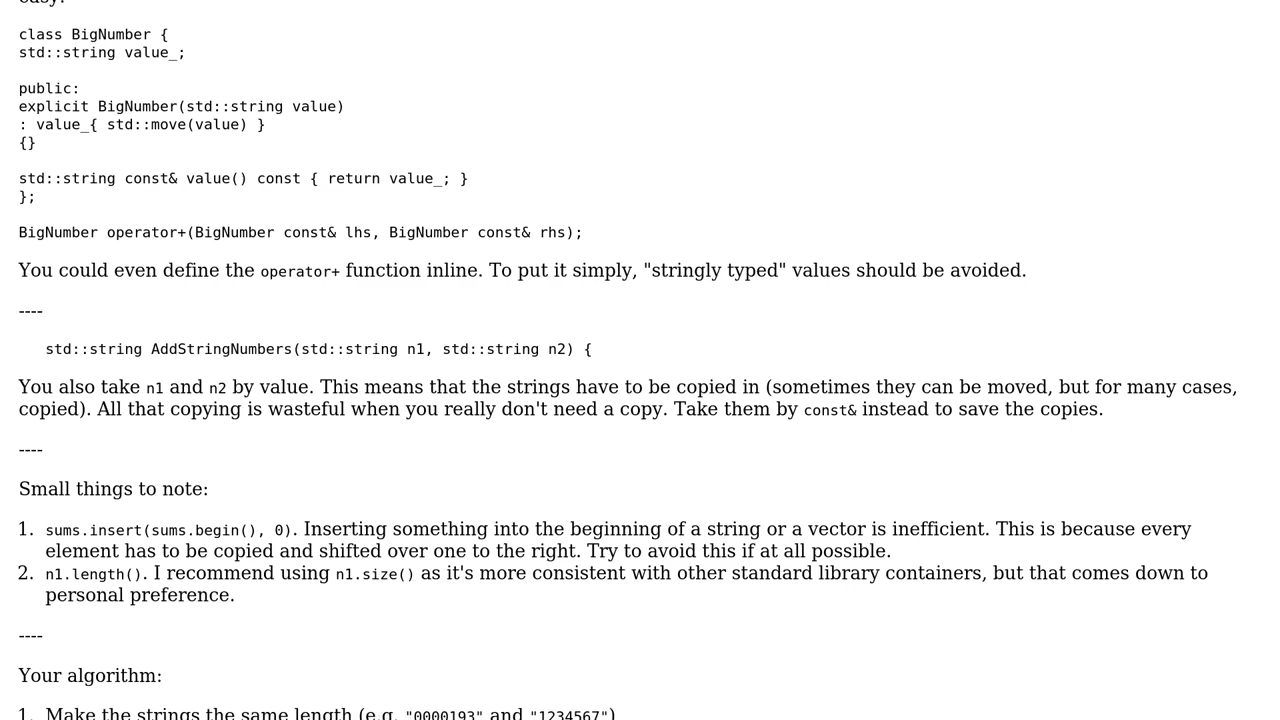 easy.
class BigNumber {
std::string value_;
public:
explicit BigNumber(std::string value)
: value_{ std::move(value) }
{}
std::string const& value() const { return value_; }
};
BigNumber operator+(BigNumber const& lhs, BigNumber const& rhs);
You could even define the operator+ function inline. To put it simply, "stringly typed" values should be avoided.
----
std::string AddStringNumbers(std::string n1, std::string n2) {
You also take n1 and n2 by value. This means that the strings have to be copied in (sometimes they can be moved, but for many cases,
copied). All that copying is wasteful when you really don't need a copy. Take them by const& instead to save the copies.
----
Small things to note:
1. sums.insert(sums.begin(), 0). Inserting something into the beginning of a string or a vector is inefficient. This is because every
element has to be copied and shifted over one to the right. Try to avoid this if at all possible.
2. n1.length(). I recommend using n1.size() as it's more consistent with other standard library containers, but that comes down to
personal preference.
----
Your algorithm:
1. Make the strings the same length (e.g. "0000193" and "1234567")